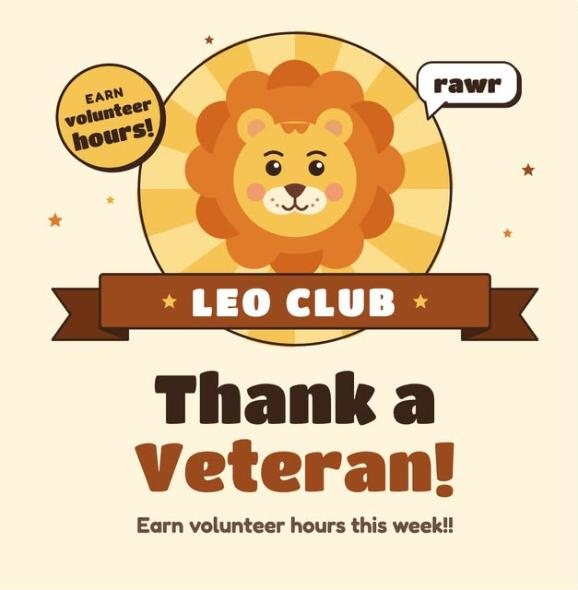 EARN
volunteer
hours!
rawr
LEO CLUB
Thank a
Veteran!
Earn volunteer hours this week!!